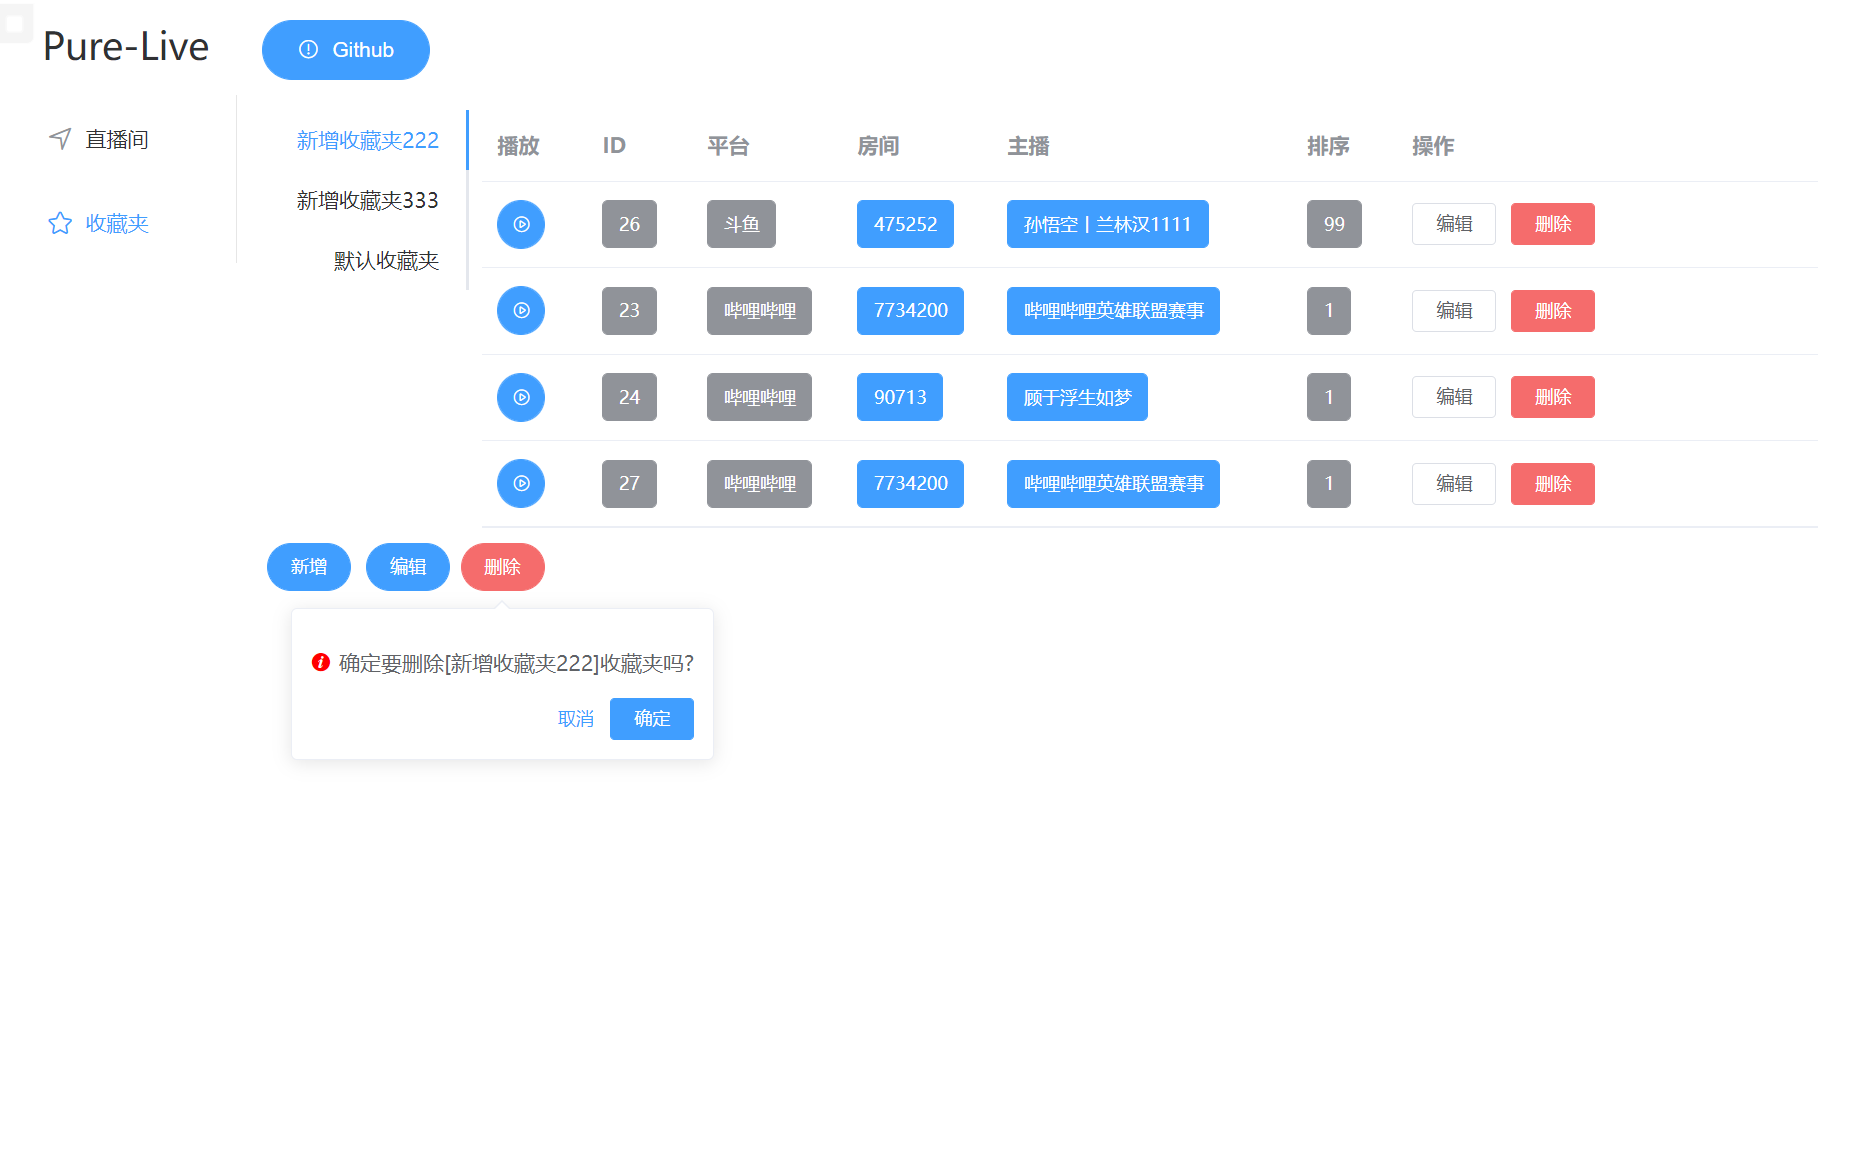 Pure-Live
Github
直播间
收藏夹
新增收藏夹222
新增收藏夹333
默认收藏夹
播放 ID 平台 房间 主播 排序 操作
26 斗鱼 475252 孙悟空丨兰林汉1111 99 编辑 删除
23 哔哩哔哩 7734200 哔哩哔哩英雄联盟赛事 1 编辑 删除
24 哔哩哔哩 90713 顾于浮生如梦 1 编辑 删除
27 哔哩哔哩 7734200 哔哩哔哩英雄联盟赛事 1 编辑 删除
新增 编辑 删除
确定要删除[新增收藏夹222]收藏夹吗?
取消 确定